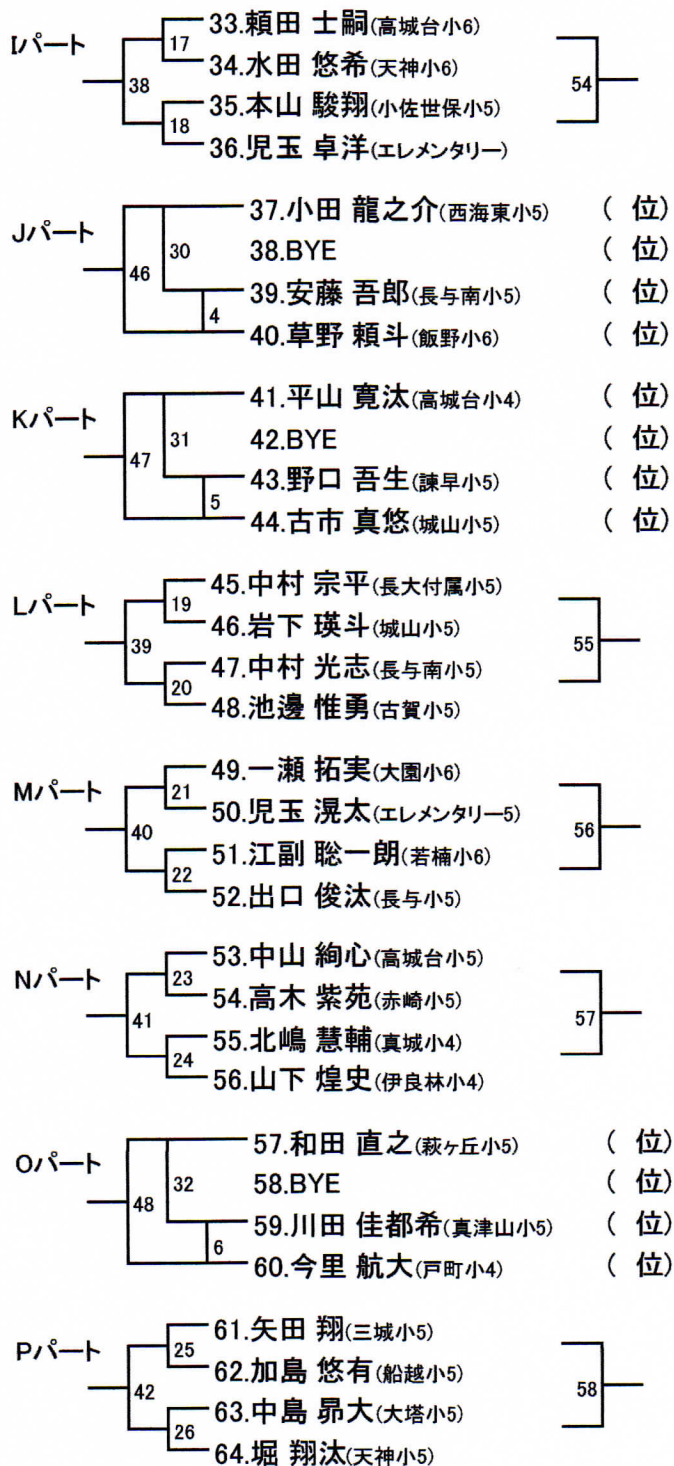 Iパート
33.頼田 士嗣(高城台小6)
17
34.水田 悠希(天神小6)
38
54
35.本山 駿翔(小佐世保小5)
18
36.児玉 卓洋(エレメンタリー)
Jパート
37.小田 龍之介(西海東小5) ( 位)
30
38.BYE ( 位)
46
39.安藤 吾郎(長与南小5) ( 位)
4
40.草野 頼斗(飯野小6) ( 位)
Kパート
41.平山 寛汰(高城台小4) ( 位)
31
42.BYE ( 位)
47
43.野口 吾生(諫早小5) ( 位)
5
44.古市 真悠(城山小5) ( 位)
Lパート
45.中村 宗平(長大付属小5)
19
46.岩下 瑛斗(城山小5)
39
55
47.中村 光志(長与南小5)
20
48.池邊 惟勇(古賀小5)
Mパート
49.一瀬 拓実(大園小6)
21
50.児玉 滉太(エレメンタリー5)
40
56
51.江副 聡一朗(若楠小6)
22
52.出口 俊汰(長与小5)
Nパート
53.中山 絢心(高城台小5)
23
54.高木 紫苑(赤崎小5)
41
57
55.北嶋 慧輔(真城小4)
24
56.山下 煌史(伊良林小4)
Oパート
57.和田 直之(萩ヶ丘小5) ( 位)
32
58.BYE ( 位)
48
59.川田 佳都希(真津山小5) ( 位)
6
60.今里 航大(戸町小4) ( 位)
Pパート
61.矢田 翔(三城小5)
25
62.加島 悠有(船越小5)
42
58
63.中島 昴大(大塔小5)
26
64.堀 翔汰(天神小5)